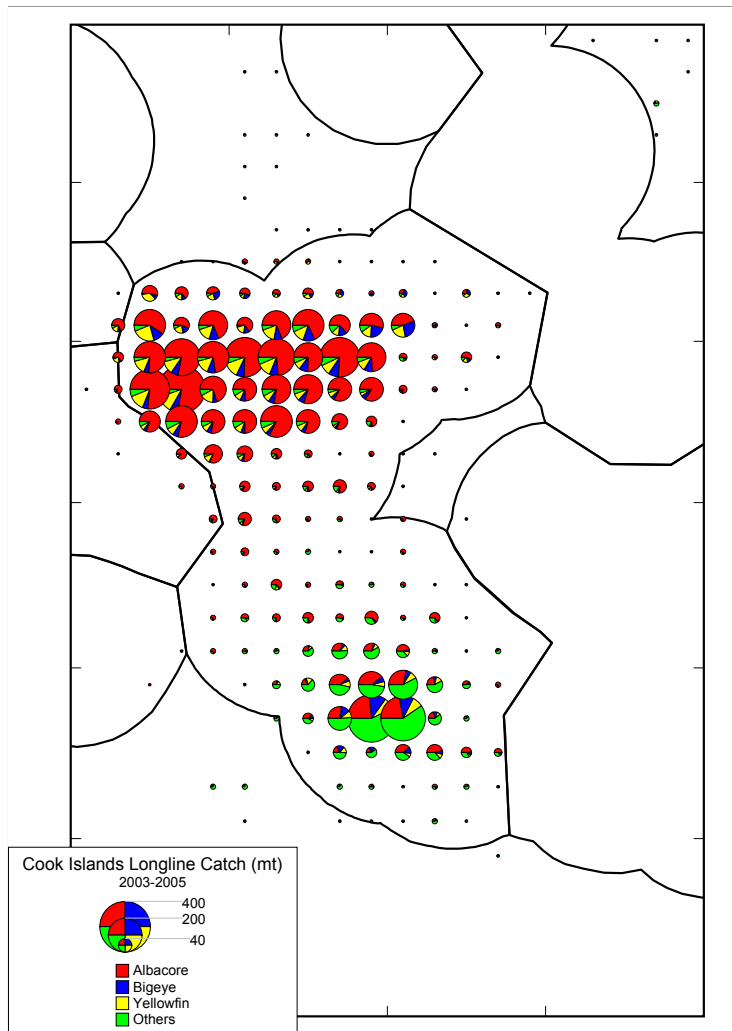 Cook Islands Longline Catch (mt)
2003-2005
400
200
40
Albacore
Bigeye
Yellowfin
Others